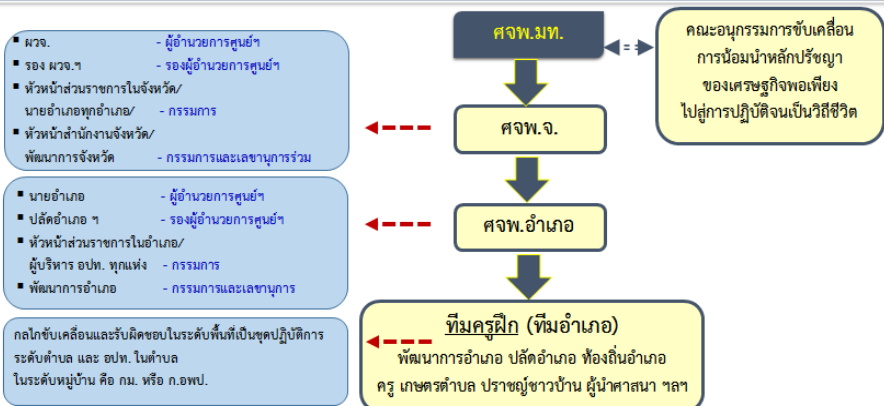 ศจพ.มท.
คณะอนุกรรมการขับเคลื่อน
การน้อมนำหลักปรัชญา
ของเศรษฐกิจพอเพียง
ไปสู่การปฏิบัติจนเป็นวิถีชีวิต
▪ ผวจ. - ผู้อำนวยการศูนย์ฯ
▪ รอง ผวจ.ฯ - รองผู้อำนวยการศูนย์ฯ
▪ หัวหน้าส่วนราชการในจังหวัด/
นายอำเภอทุกอำเภอ/ - กรรมการ
▪ หัวหน้าสำนักงานจังหวัด/
พัฒนาการจังหวัด - กรรมการและเลขานุการร่วม
ศจพ.จ.
▪ นายอำเภอ - ผู้อำนวยการศูนย์ฯ
▪ ปลัดอำเภอ ฯ - รองผู้อำนวยการศูนย์ฯ
▪ หัวหน้าส่วนราชการในอำเภอ/
ผู้บริหาร อปท. ทุกแห่ง - กรรมการ
▪ พัฒนาการอำเภอ - กรรมการและเลขานุการ
ศจพ.อำเภอ
กลไกขับเคลื่อนและรับผิดชอบในระดับพื้นที่เป็นชุดปฏิบัติการ
ระดับตำบล และ อปท. ในตำบล
ในระดับหมู่บ้าน คือ กม. หรือ ก.อพป.
ทีมครูฝึก (ทีมอำเภอ)
พัฒนาการอำเภอ ปลัดอำเภอ ท้องถิ่นอำเภอ
ครู เกษตรตำบล ปราชญ์ชาวบ้าน ผู้นำศาสนา ฯลฯ